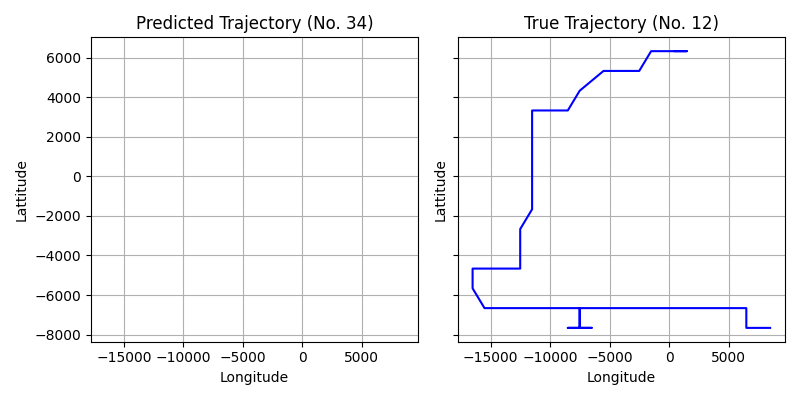 Predicted Trajectory (No. 34)
6000
4000
2000
0
−2000
−4000
−6000
−8000
Lattitude
−15000 −10000 −5000 0 5000
Longitude
True Trajectory (No. 12)
Lattitude
−15000 −10000 −5000 0 5000
Longitude